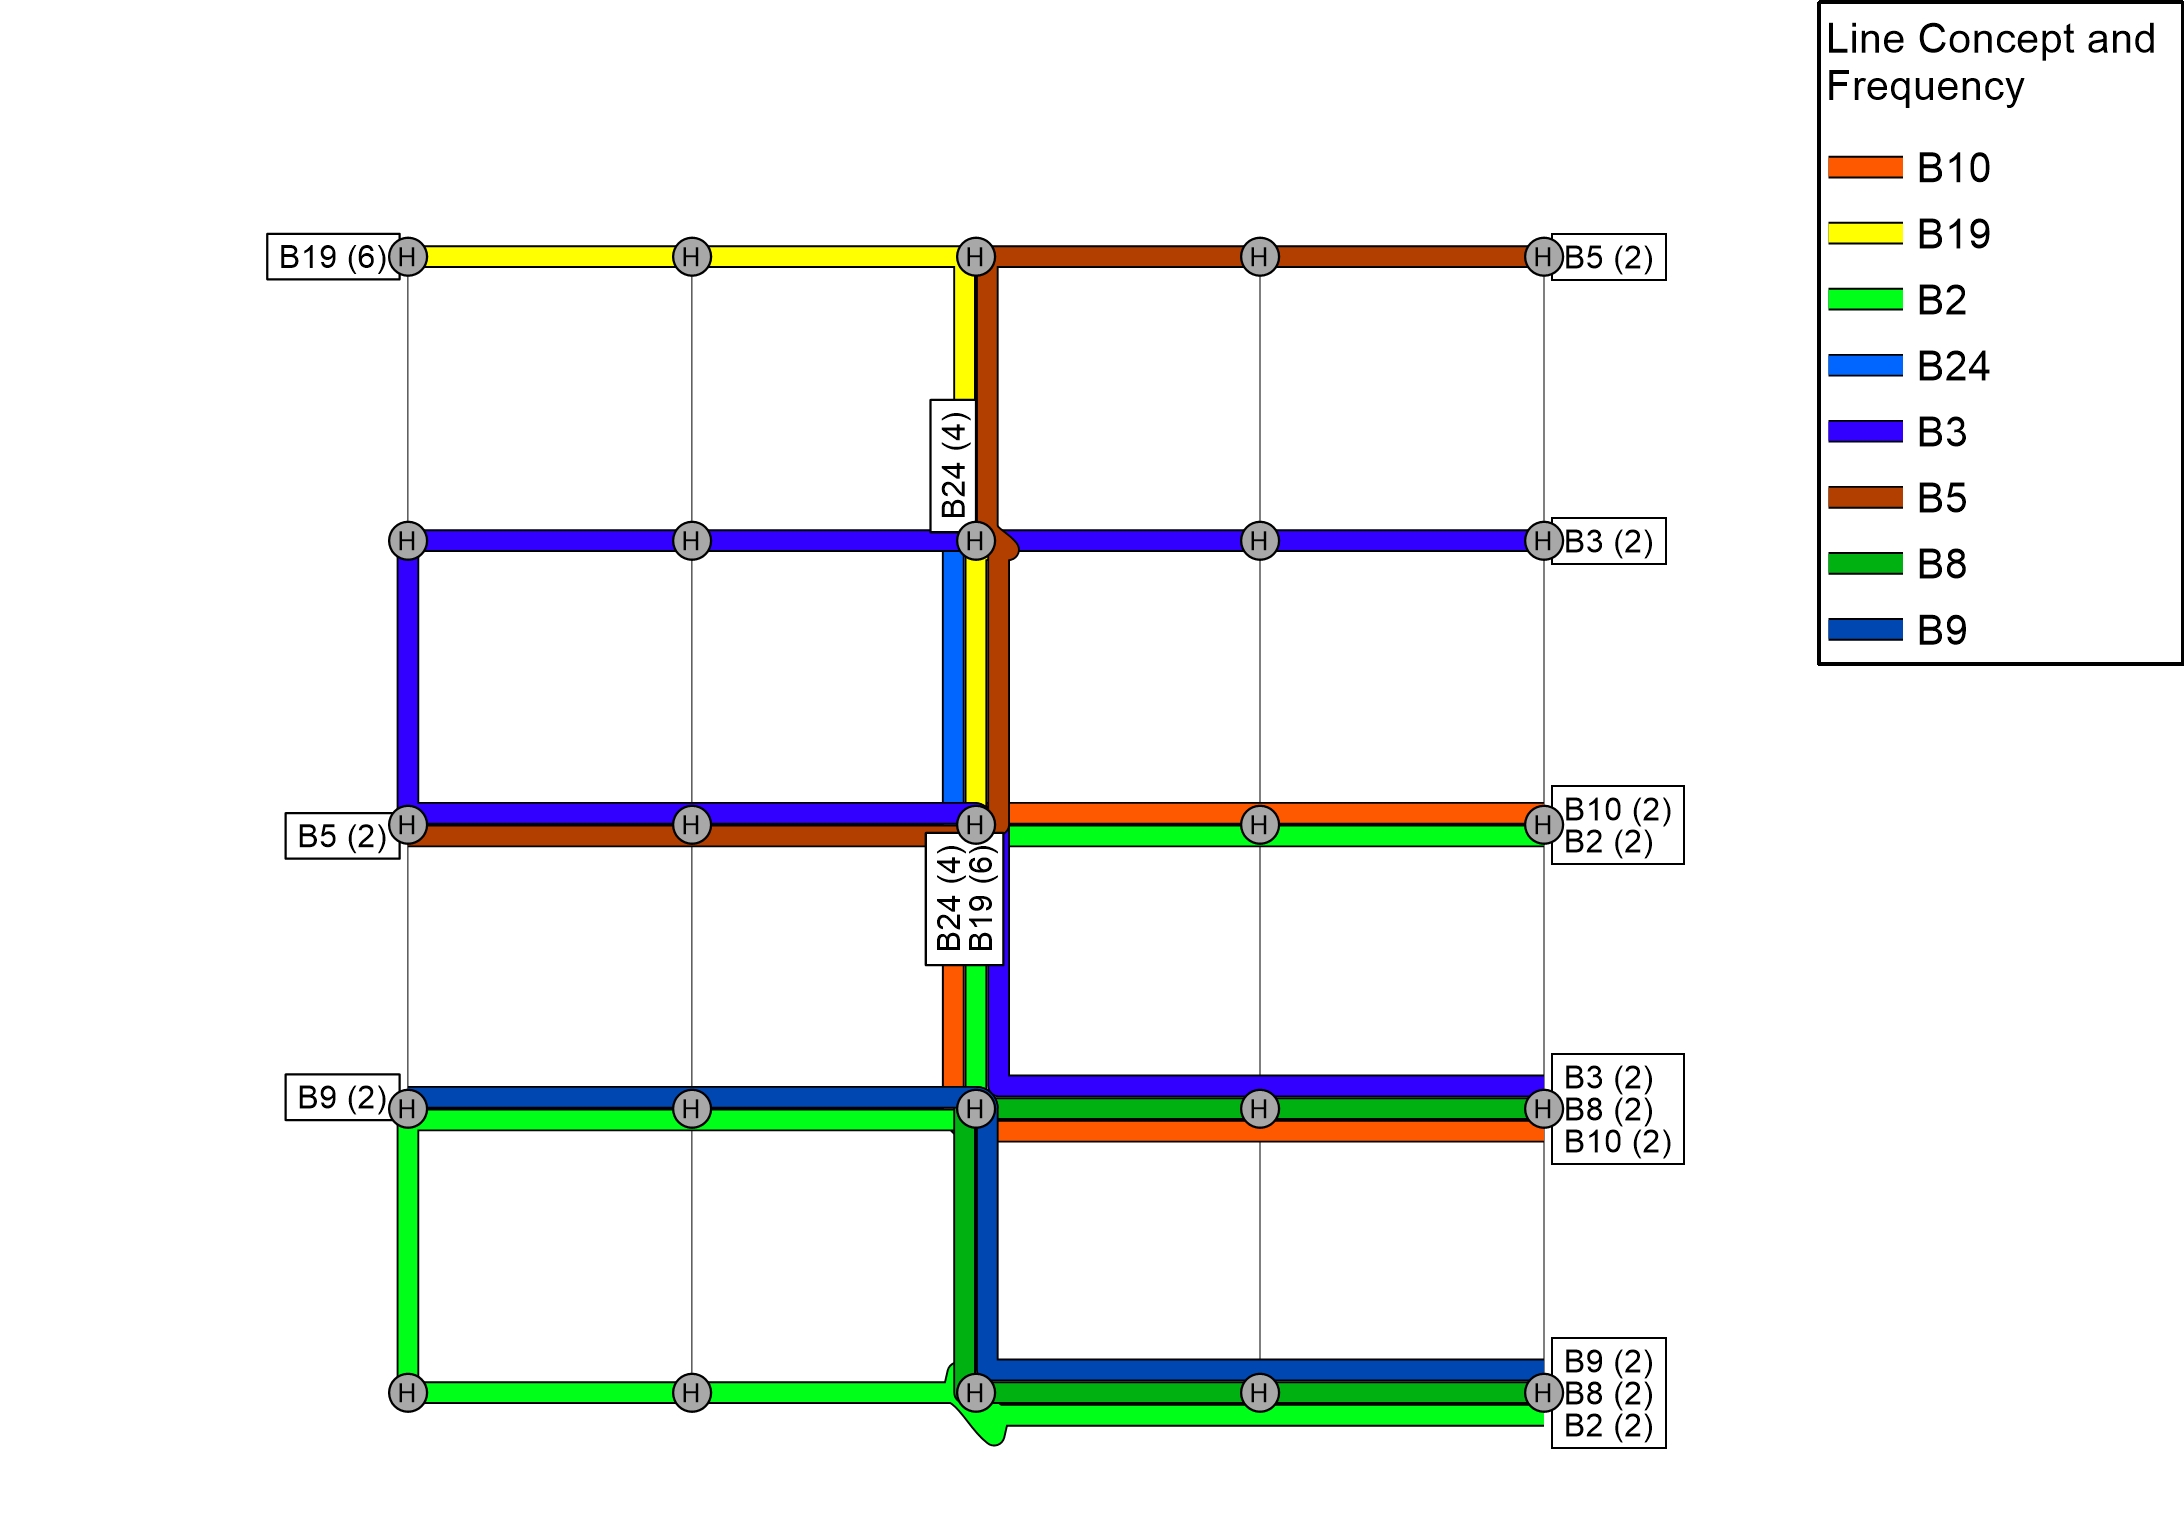 Line Concept and
Frequency
B10
B19
B2
B24
B3
B5
B8
B9
B19 (6)
H
H
H
H
H
B5 (2)
B24 (4)
H
H
H
H
H
B3 (2)
B5 (2)
H
H
H
H
H
B10 (2)
B2 (2)
B24 (4)
B19 (6)
B9 (2)
H
H
H
H
H
B3 (2)
B8 (2)
B10 (2)
H
H
H
H
H
B9 (2)
B8 (2)
B2 (2)